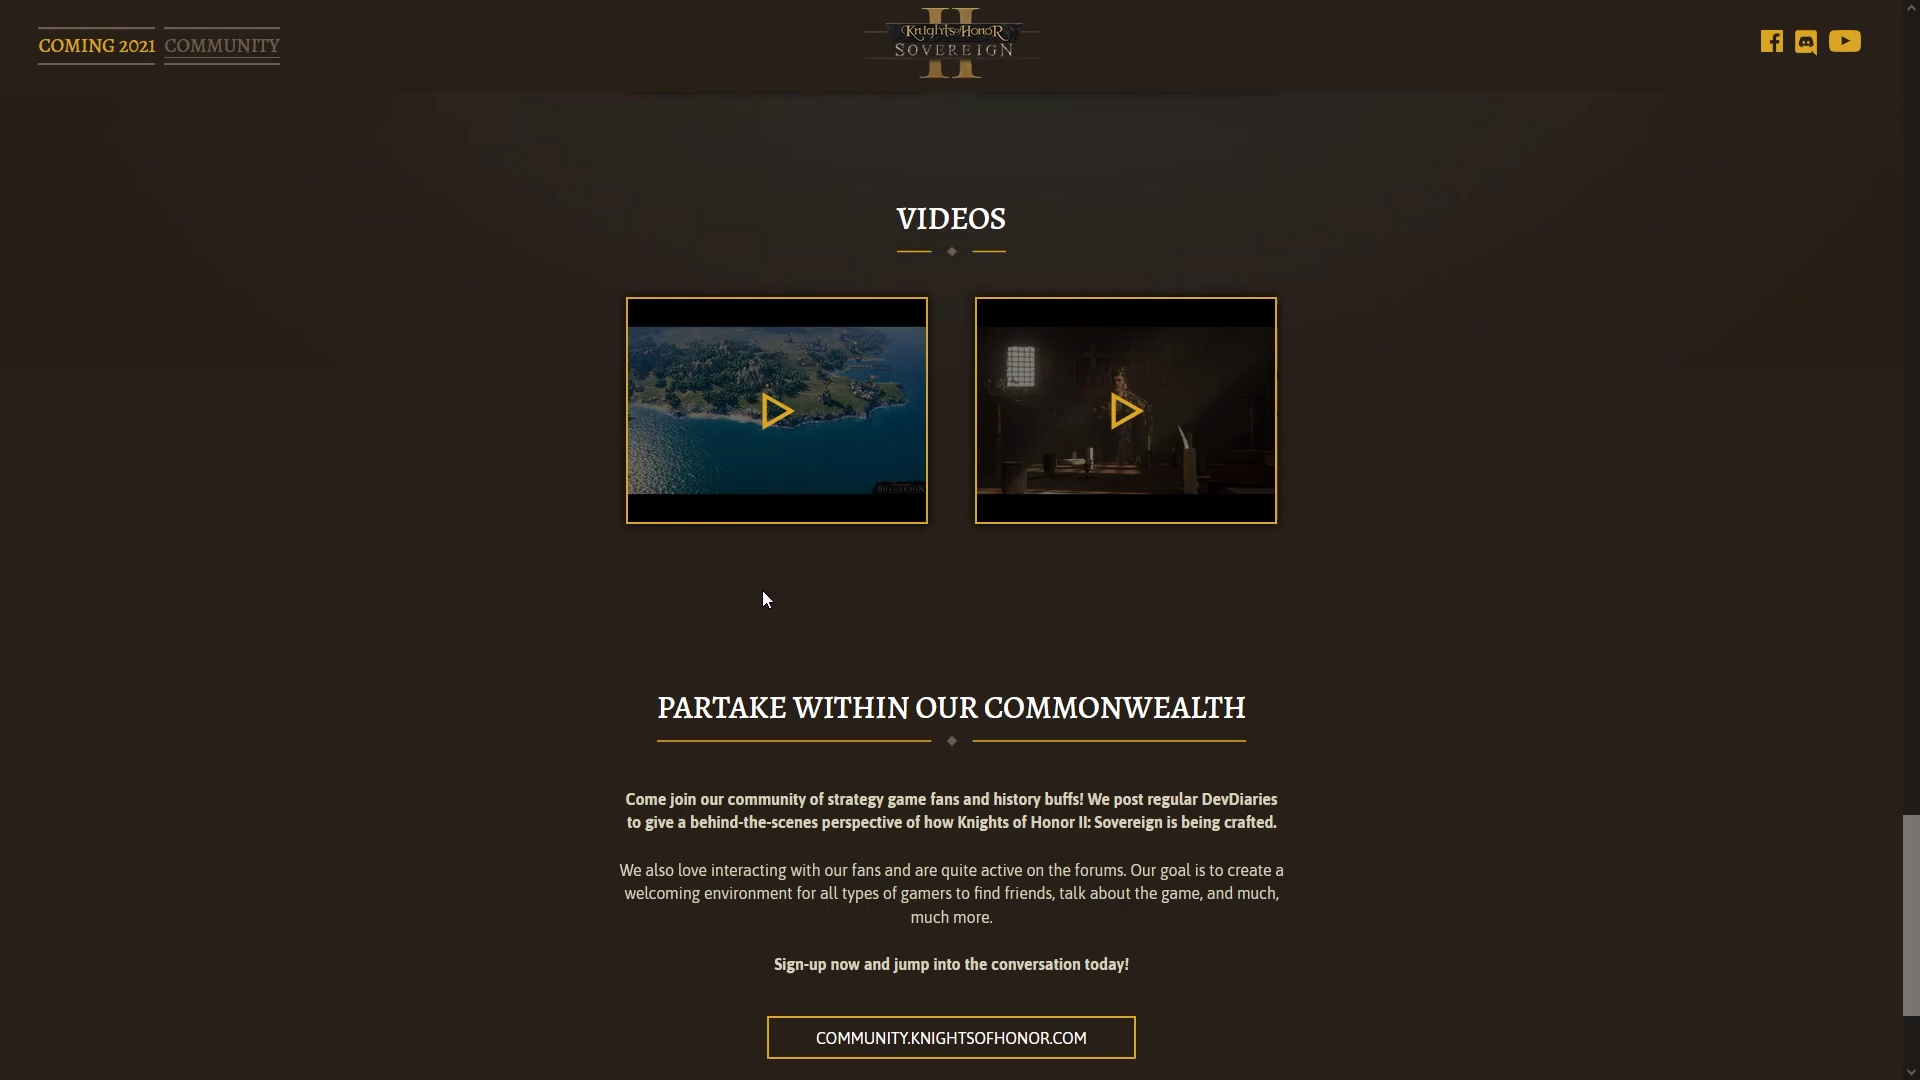 COMING 2021 COMMUNITY
Knights of Honor
II
SOVEREIGN
VIDEOS
SOVEREIGN
PARTAKE WITHIN OUR COMMONWEALTH
Come join our community of strategy game fans and history buffs! We post regular DevDiaries
to give a behind-the-scenes perspective of how Knights of Honor II: Sovereign is being crafted.
We also love interacting with our fans and are quite active on the forums. Our goal is to create a
welcoming environment for all types of gamers to find friends, talk about the game, and much,
much more.
Sign-up now and jump into the conversation today!
COMMUNITY.KNIGHTSOFHONOR.COM